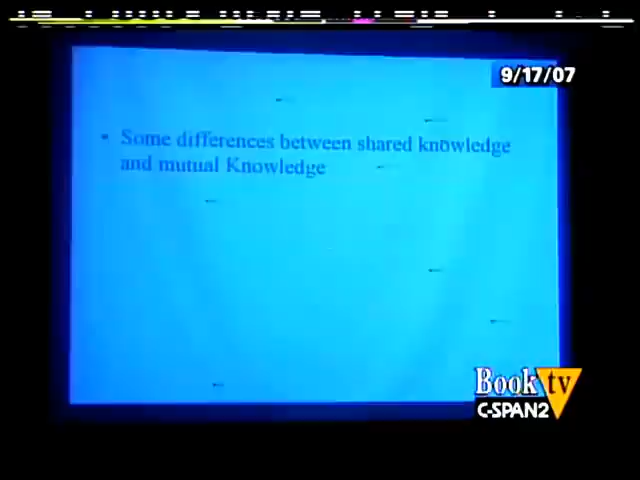 9/17/07
• Some differences between shared knowledge
and mutual Knowledge
Book tv
C-SPAN2